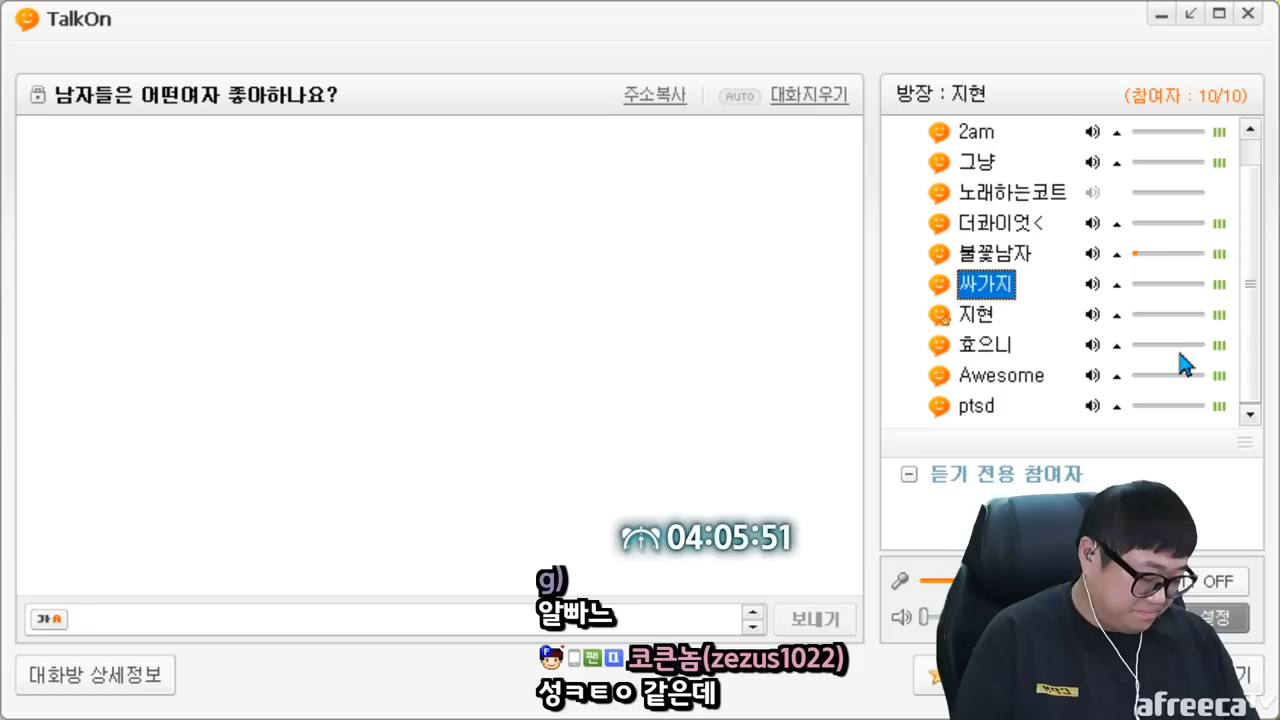 TalkOn
남자들은 어떤여자 좋아하나요?
주소복사
AUTO
대화지우기
방장 : 지현
(참여자 : 10/10)
2am
그냥
노래하는코트
더콰이엇<
불꽃남자
싸가지
지현
효으니
Awesome
ptsd
듣기 전용 참여자
04:05:51
g)
알빠느
코큰놈(zezus1022)
성ㅋㅌㅇ 같은데
가A
보내기
OFF
설정
대화방 상세정보
afreecaTV